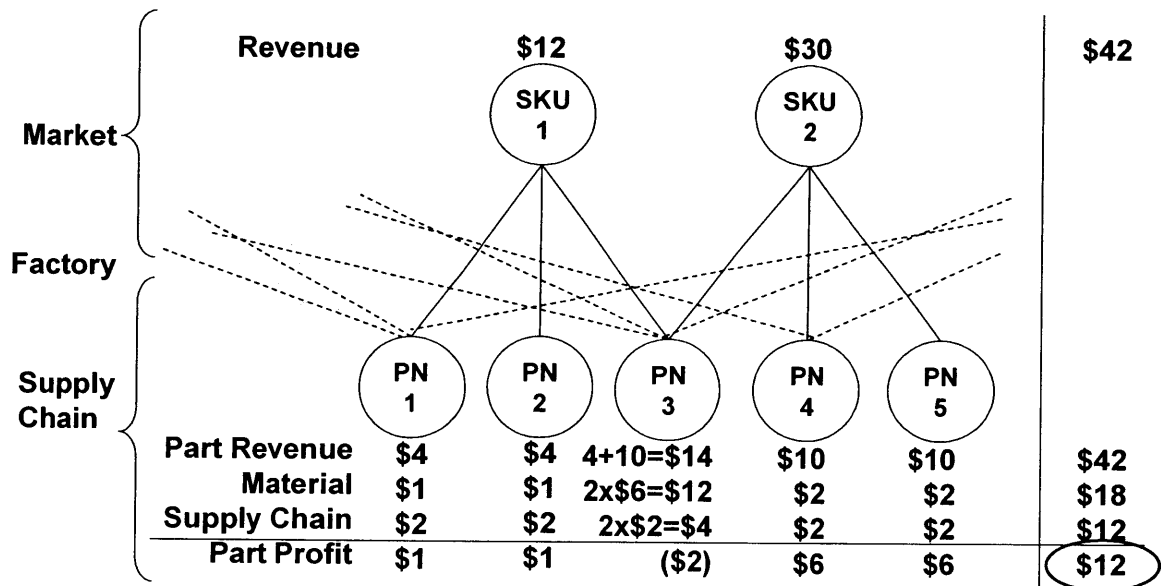 Revenue $12 $30 $42
SKU 1
SKU 2
Market
Factory
Supply Chain
PN 1
PN 2
PN 3
PN 4
PN 5
Part Revenue $4 $4 4+10=$14 $10 $10 $42
Material $1 $1 2x$6=$12 $2 $2 $18
Supply Chain $2 $2 2x$2=$4 $2 $2 $12
Part Profit $1 $1 ($2) $6 $6 $12